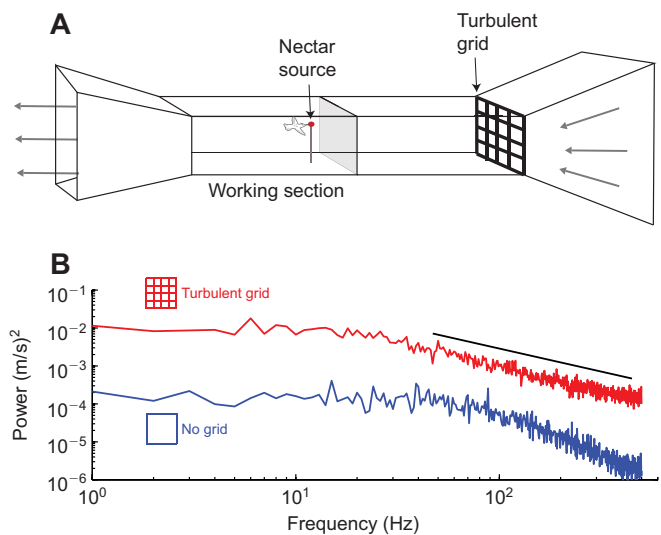 A
Nectar
source
Turbulent
grid
Working section
B
10⁻¹
10⁻²
10⁻³
10⁻⁴
10⁻⁵
10⁻⁶
Power (m/s)²
Turbulent grid
No grid
10⁰ 10¹ 10²
Frequency (Hz)